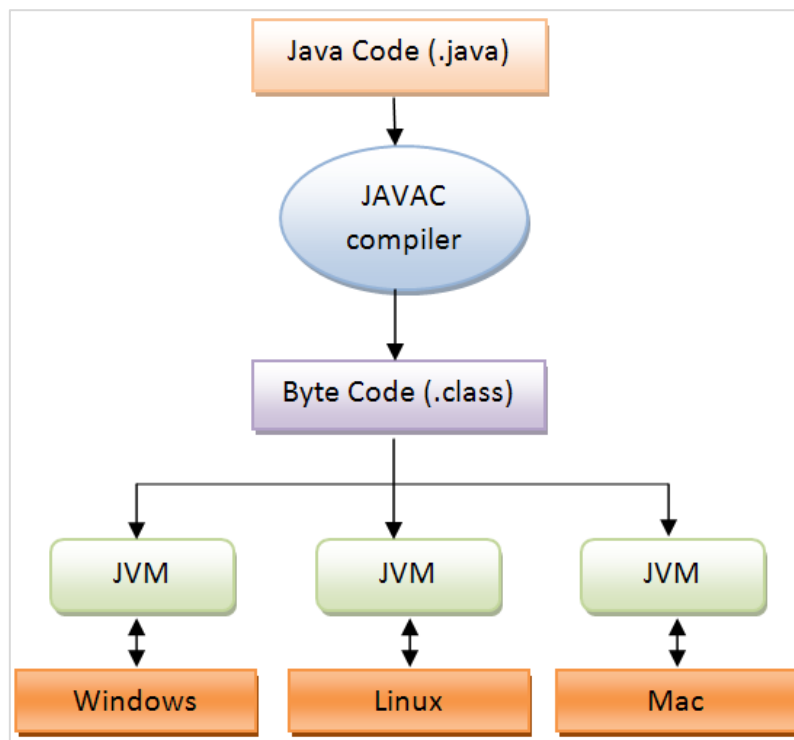 Java Code (.java)
JAVAC
compiler
Byte Code (.class)
JVM
JVM
JVM
Windows
Linux
Mac